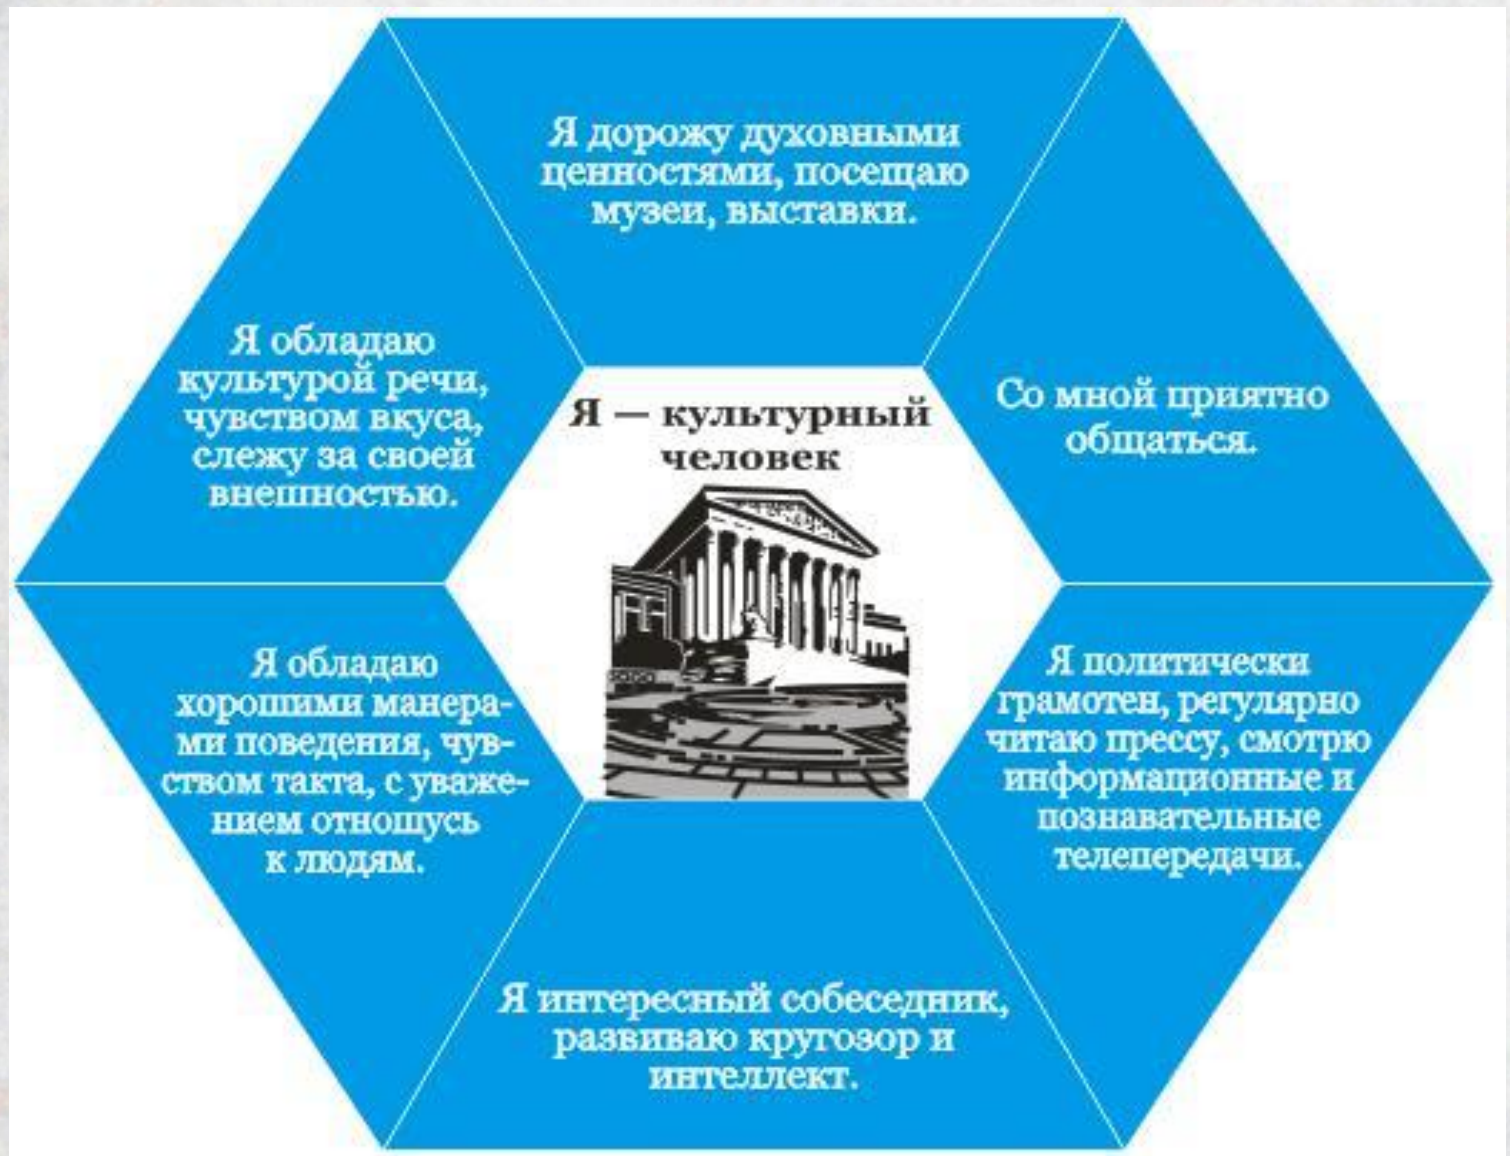 Я дорожу духовными
ценностями, посещаю
музеи, выставки.
Я обладаю
культурой речи,
чувством вкуса,
слежу за своей
внешностью.
Я — культурный
человек
Со мной приятно
общаться.
Я обладаю
хорошими манера-
ми поведения, чув-
ством такта, с уваже-
нием отношусь
к людям.
Я политически
грамотен, регулярно
читаю прессу, смотрю
информационные и
познавательные
телепередачи.
Я интересный собеседник,
развиваю кругозор и
интеллект.